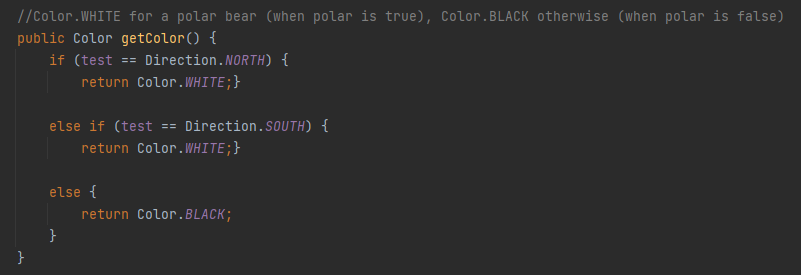 //Color.WHITE for a polar bear (when polar is true), Color.BLACK otherwise (when polar is false)
public Color getColor() {
    if (test == Direction.NORTH) {
        return Color.WHITE;}
    else if (test == Direction.SOUTH) {
        return Color.WHITE;}
    else {
        return Color.BLACK;
    }
}